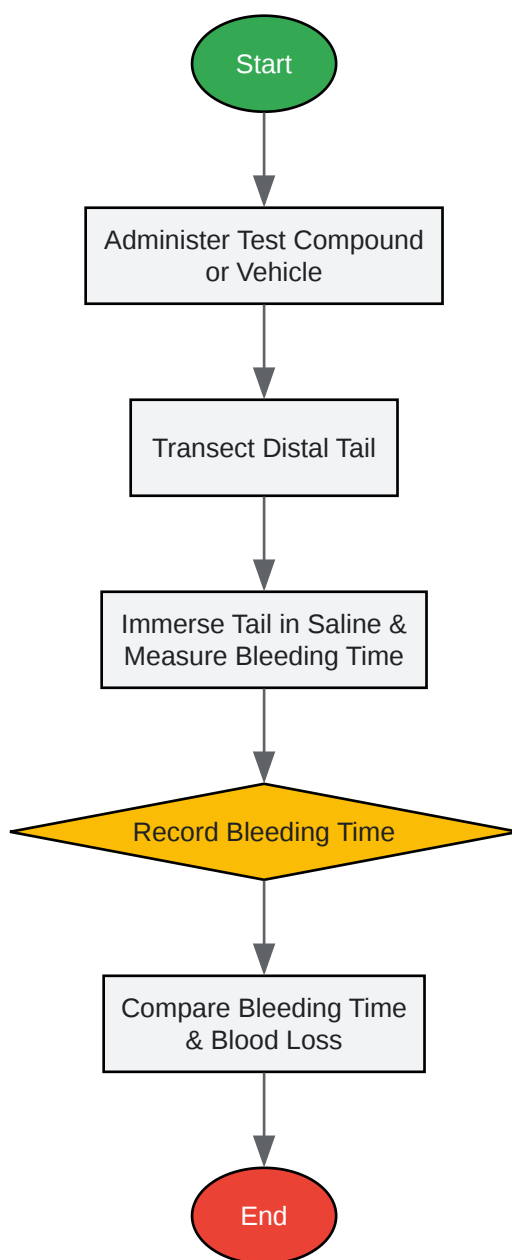 Start
Administer Test Compound
or Vehicle
Transect Distal Tail
Immerse Tail in Saline &
Measure Bleeding Time
Record Bleeding Time
Compare Bleeding Time
& Blood Loss
End